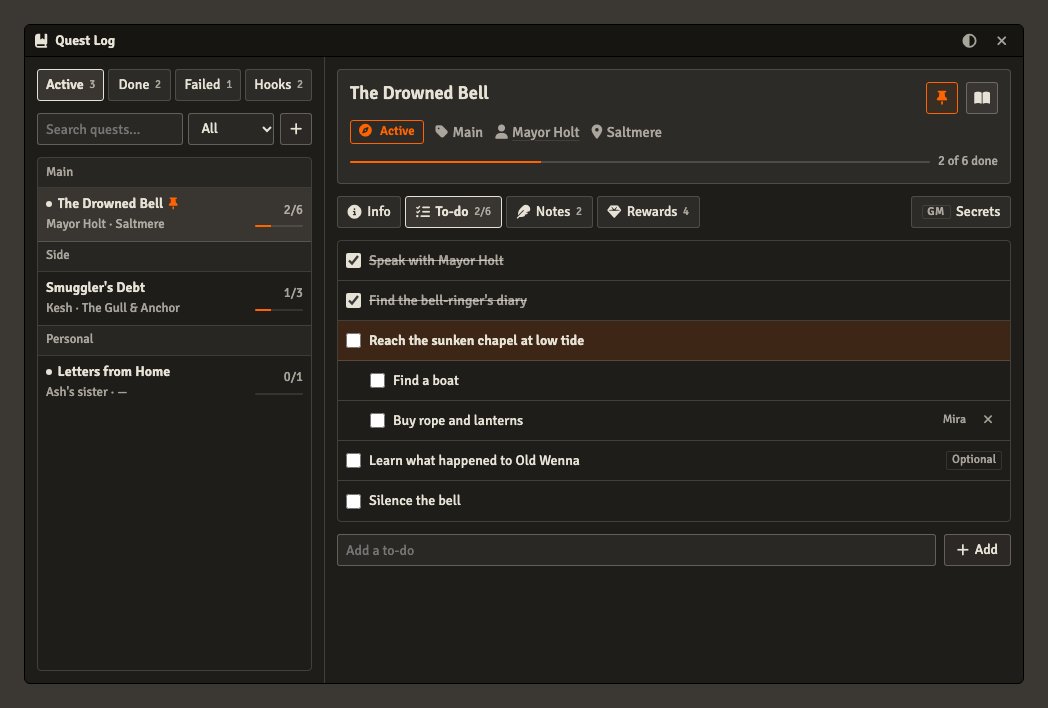 Quest Log
Active 3 Done 2 Failed 1 Hooks 2
Search quests... All
Main
The Drowned Bell 2/6
Mayor Holt · Saltmere
Side
Smuggler's Debt 1/3
Kesh · The Gull & Anchor
Personal
Letters from Home 0/1
Ash's sister · —
The Drowned Bell
Active Main Mayor Holt Saltmere
2 of 6 done
Info To-do 2/6 Notes 2 Rewards 4 GM Secrets
Speak with Mayor Holt
Find the bell-ringer's diary
Reach the sunken chapel at low tide
Find a boat
Buy rope and lanterns Mira
Learn what happened to Old Wenna Optional
Silence the bell
Add a to-do Add